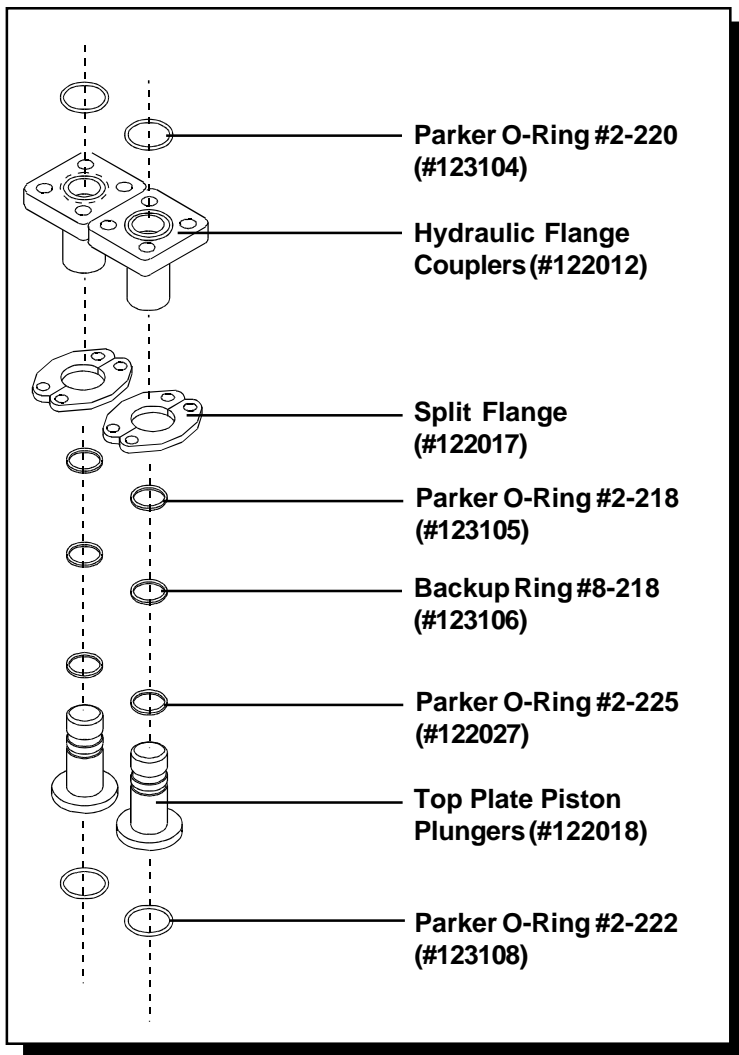 Parker O-Ring #2-220
(#123104)
Hydraulic Flange
Couplers (#122012)
Split Flange
(#122017)
Parker O-Ring #2-218
(#123105)
Backup Ring #8-218
(#123106)
Parker O-Ring #2-225
(#122027)
Top Plate Piston
Plungers (#122018)
Parker O-Ring #2-222
(#123108)